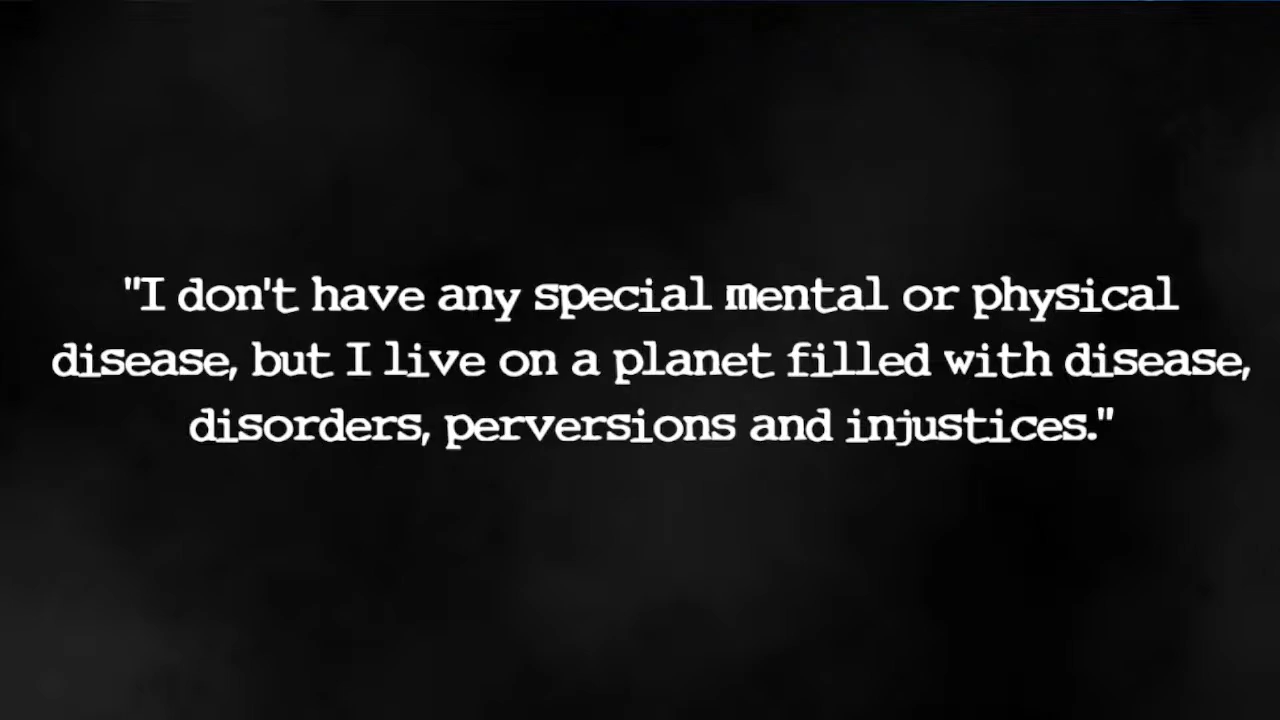 "I don't have any special mental or physical
disease, but I live on a planet filled with disease,
disorders, perversions and injustices."